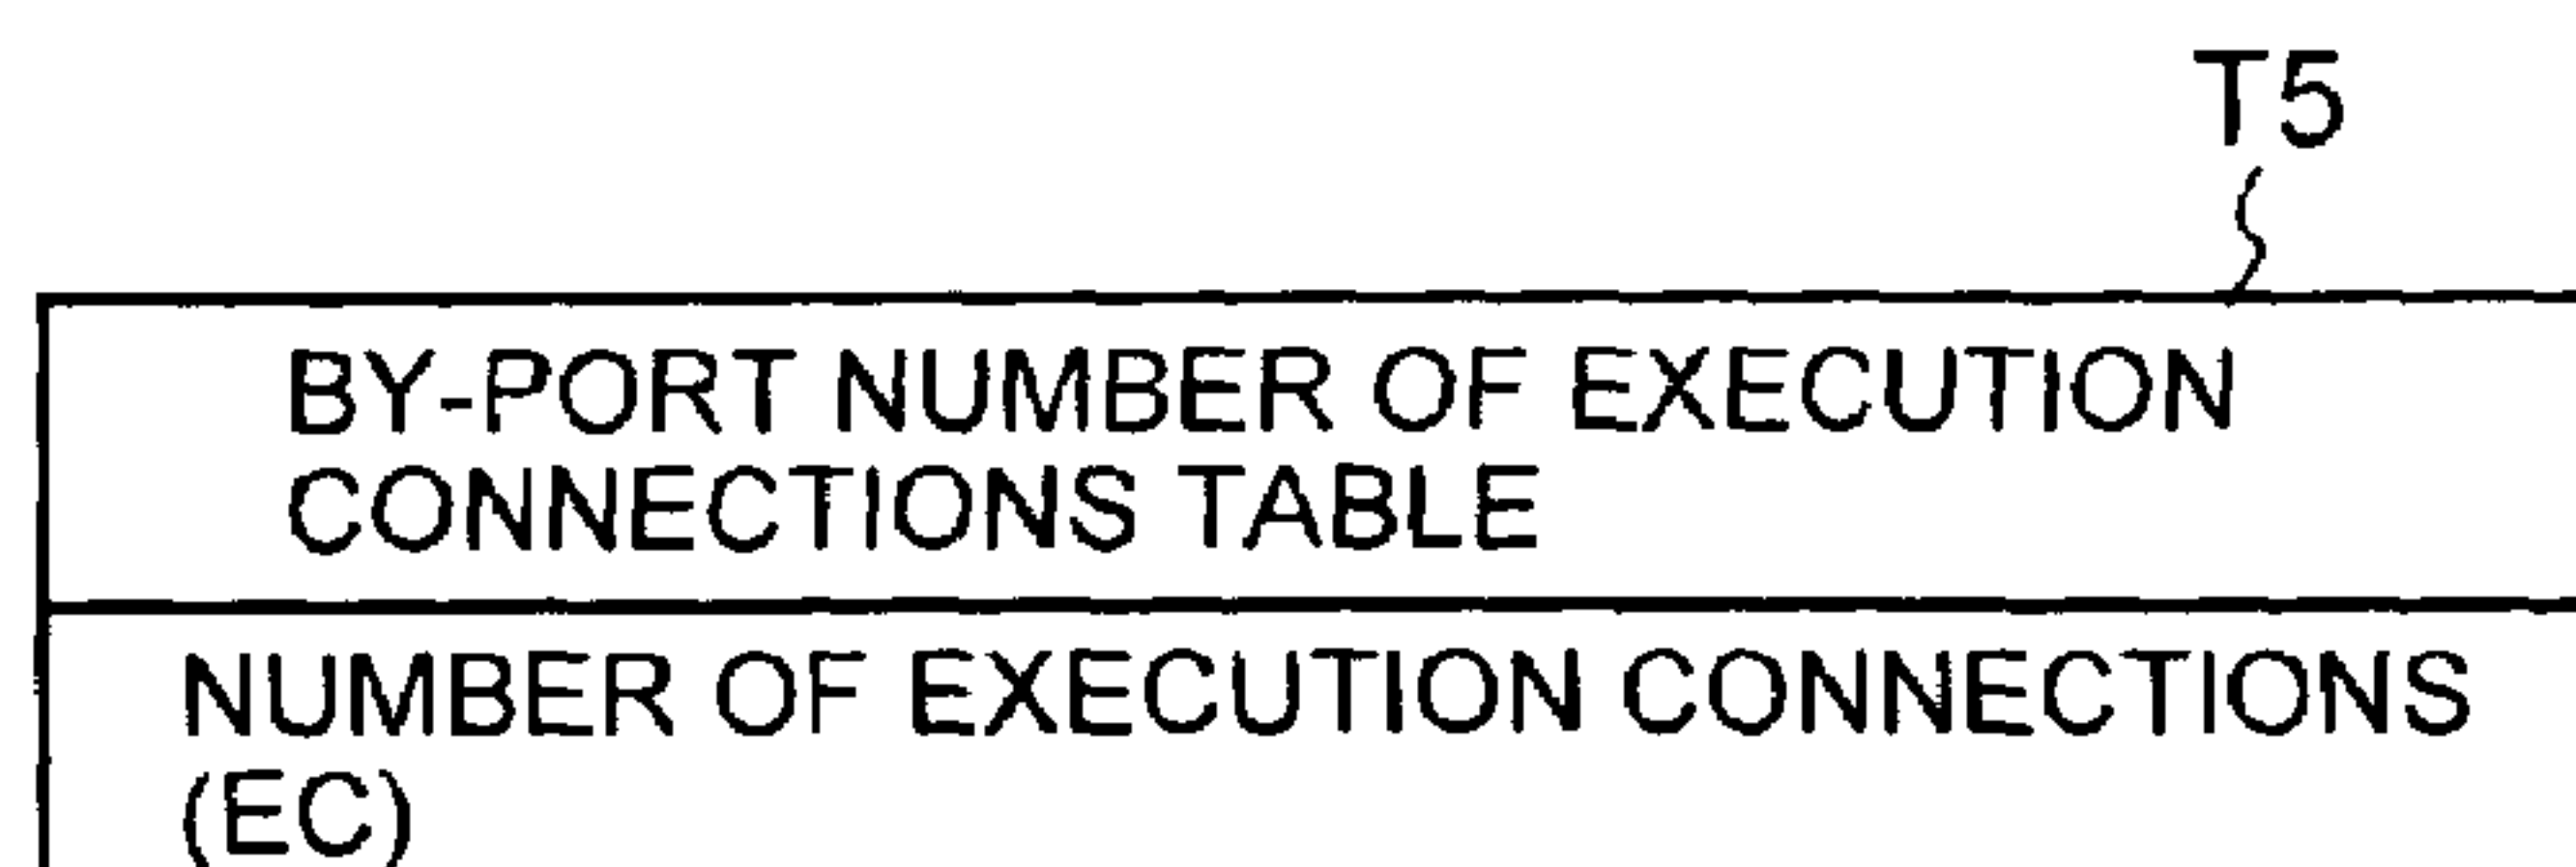 T5
BY-PORT NUMBER OF EXECUTION
CONNECTIONS TABLE
NUMBER OF EXECUTION CONNECTIONS
(EC)